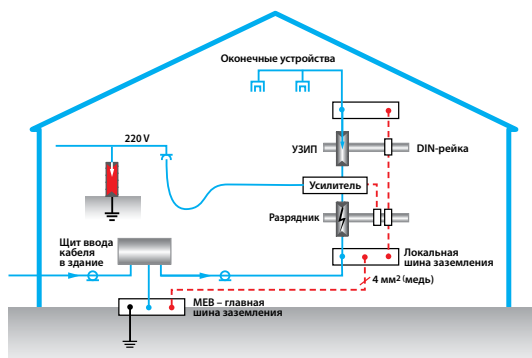 Оконечные устройства
220 V
УЗИП
DIN-рейка
Усилитель
Разрядник
Щит ввода
кабеля
в здание
Локальная
шина заземления
4 мм² (медь)
МЕВ – главная
шина заземления